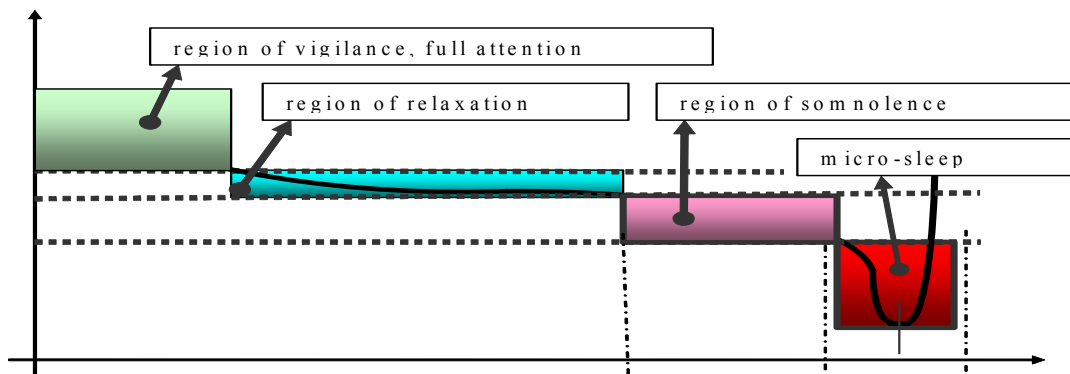 region of vigilance, full attention
region of relaxation
region of somnolence
micro-sleep